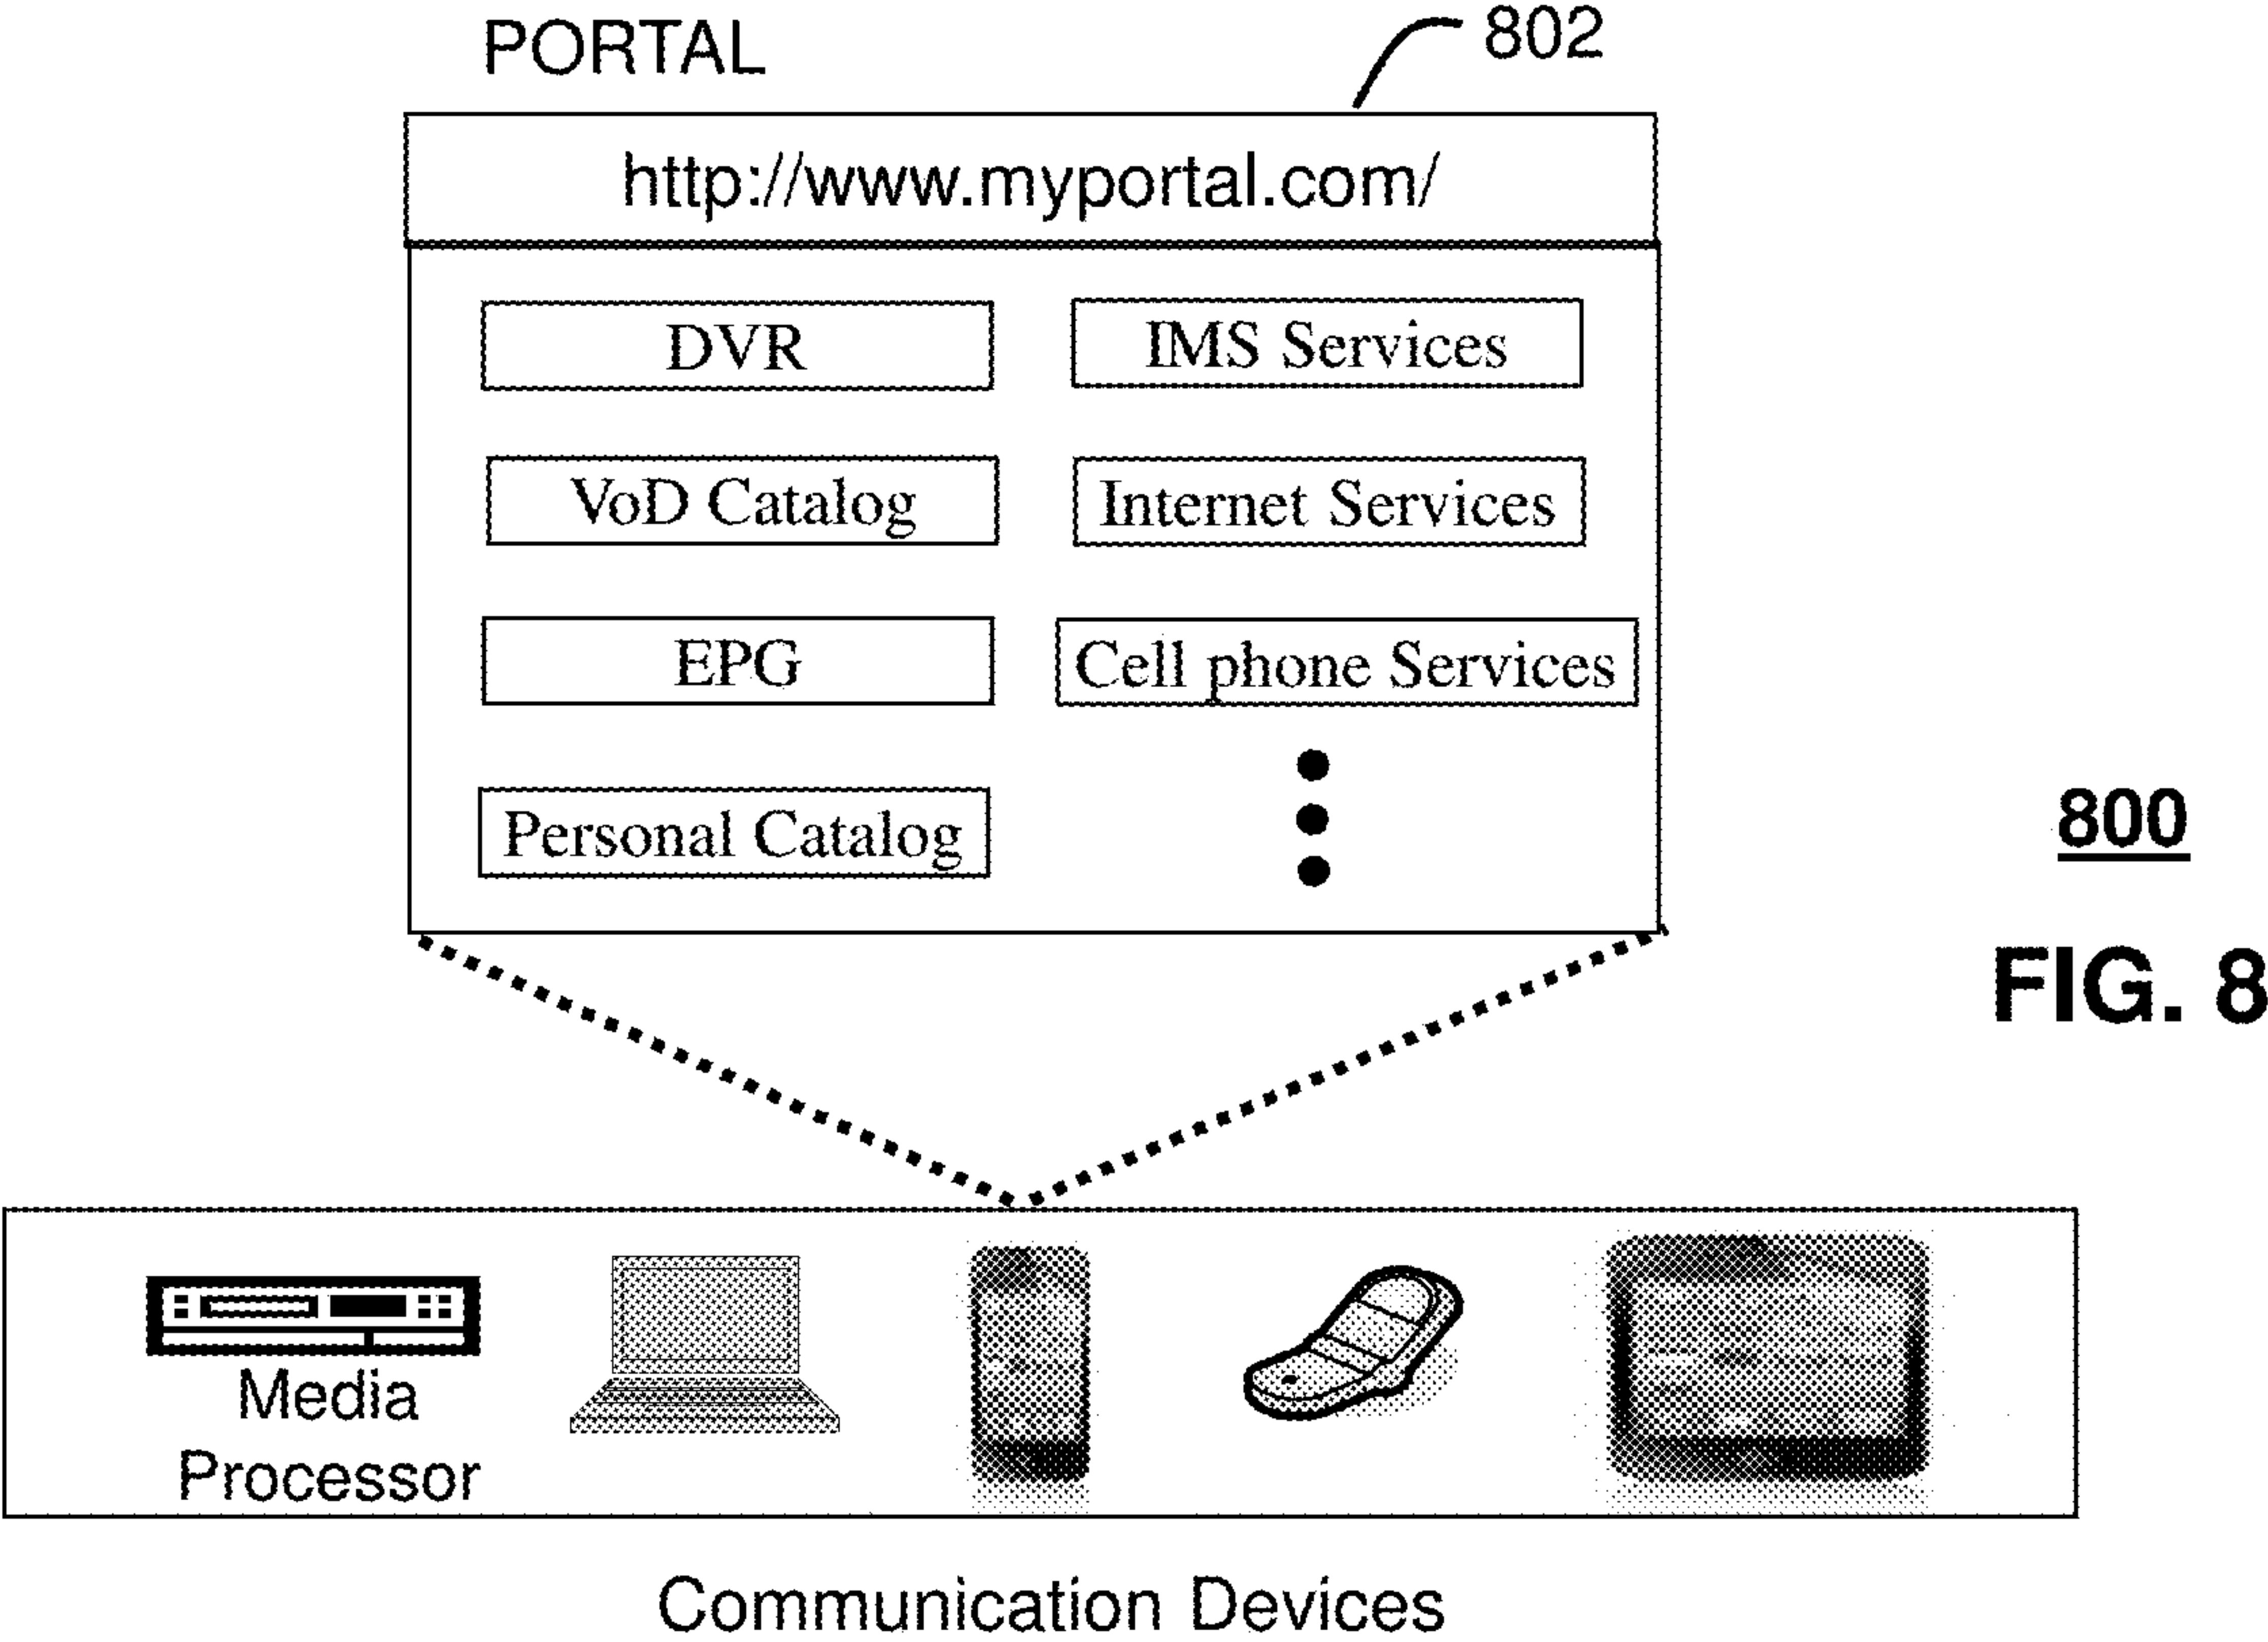 PORTAL
802
http://www.myportal.com/
DVR
IMS Services
VoD Catalog
Internet Services
EPG
Cell phone Services
Personal Catalog
800
FIG. 8
Media
Processor
Communication Devices